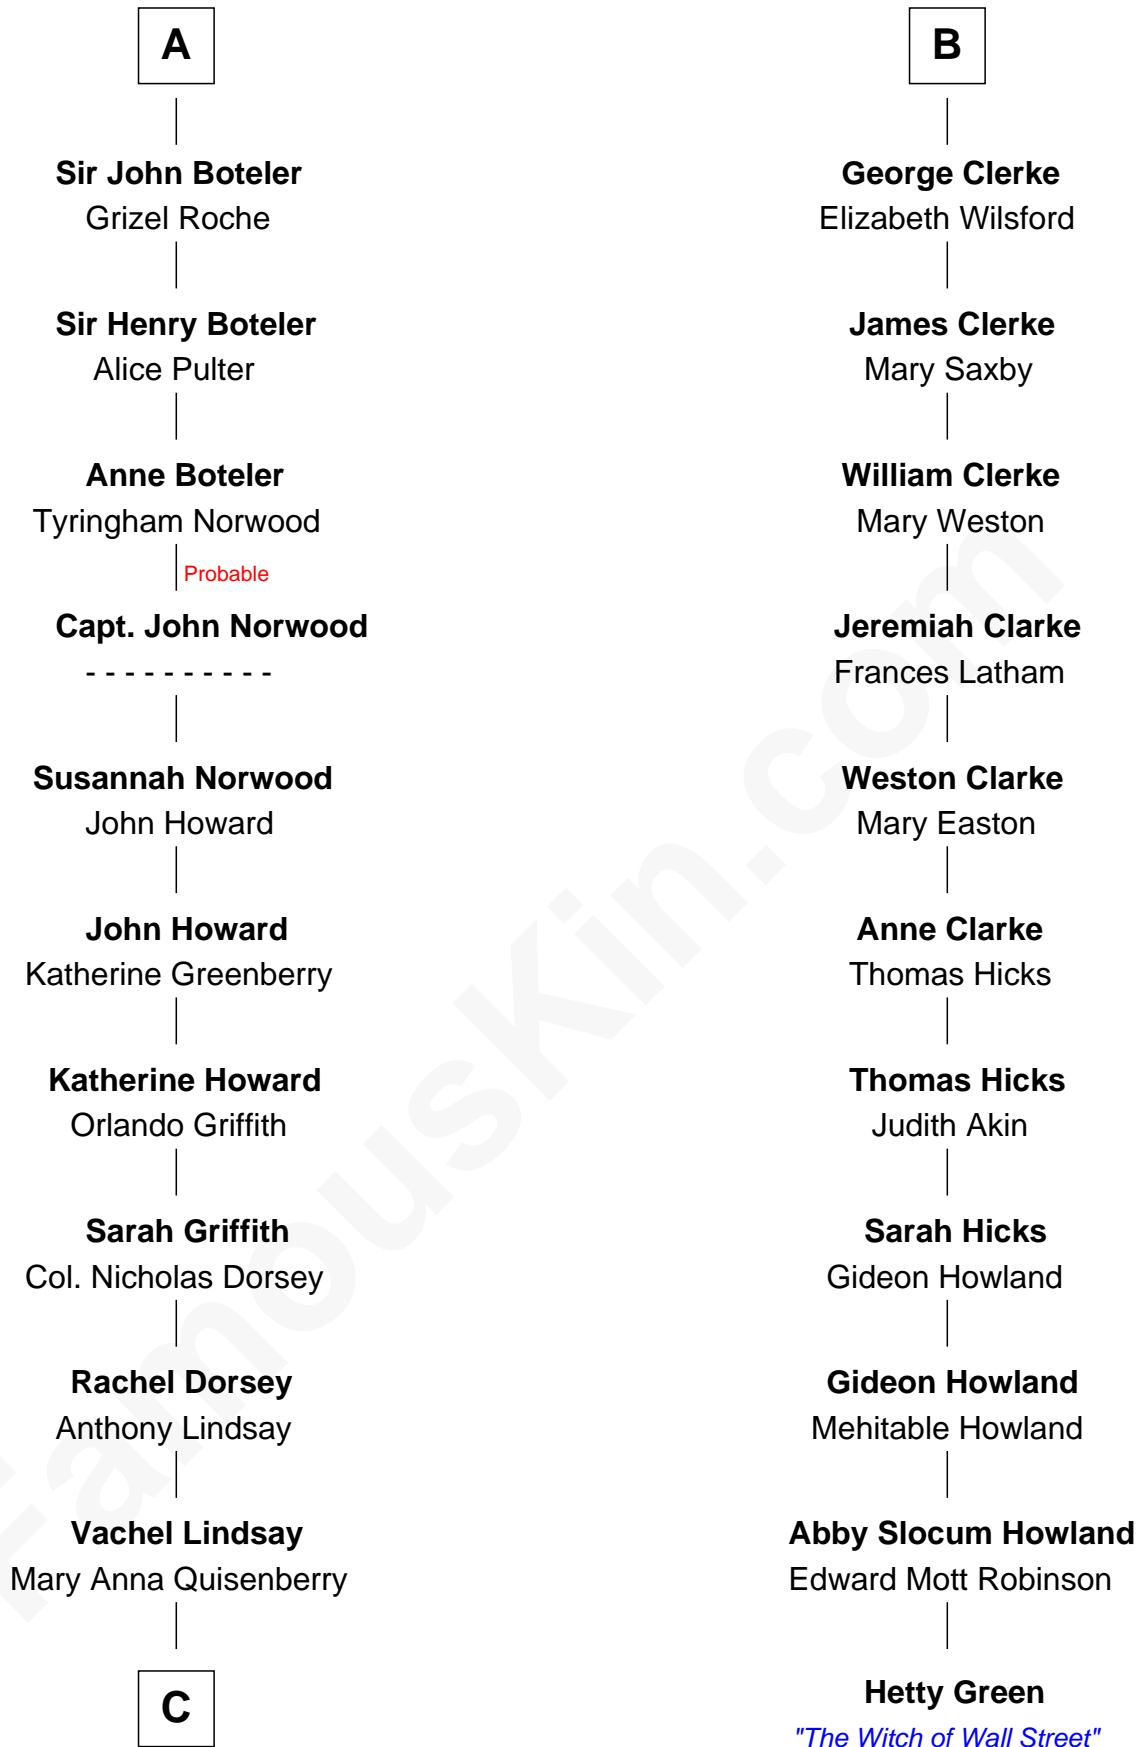 A
Sir John Boteler
Grizel Roche
Sir Henry Boteler
Alice Pulter
Anne Boteler
Tyringham Norwood
Probable
Capt. John Norwood
- - - - - - - - - -
Susannah Norwood
John Howard
John Howard
Katherine Greenberry
Katherine Howard
Orlando Griffith
Sarah Griffith
Col. Nicholas Dorsey
Rachel Dorsey
Anthony Lindsay
Vachel Lindsay
Mary Anna Quisenberry
C
B
George Clerke
Elizabeth Wilsford
James Clerke
Mary Saxby
William Clerke
Mary Weston
Jeremiah Clarke
Frances Latham
Weston Clarke
Mary Easton
Anne Clarke
Thomas Hicks
Thomas Hicks
Judith Akin
Sarah Hicks
Gideon Howland
Gideon Howland
Mehitable Howland
Abby Slocum Howland
Edward Mott Robinson
Hetty Green
"The Witch of Wall Street"
FamousKin.com